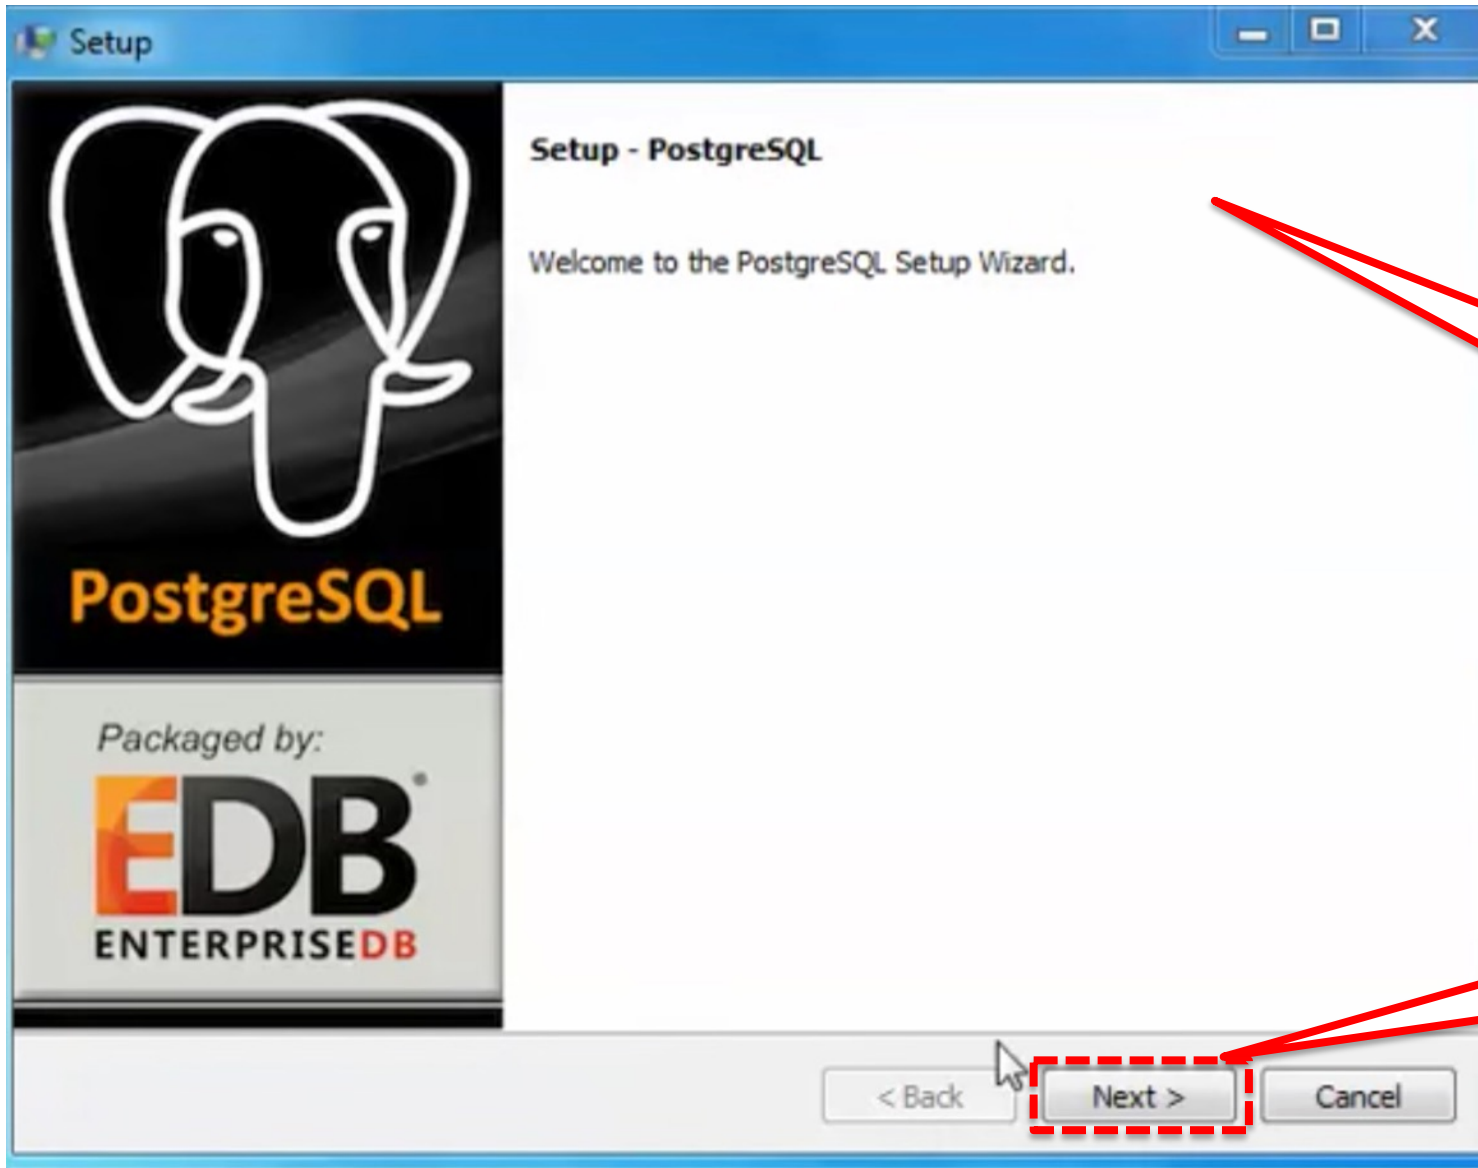 Setup
Setup - PostgreSQL
Welcome to the PostgreSQL Setup Wizard.
PostgreSQL
Packaged by:
EDB
ENTERPRISEDB
< Back
Next >
Cancel